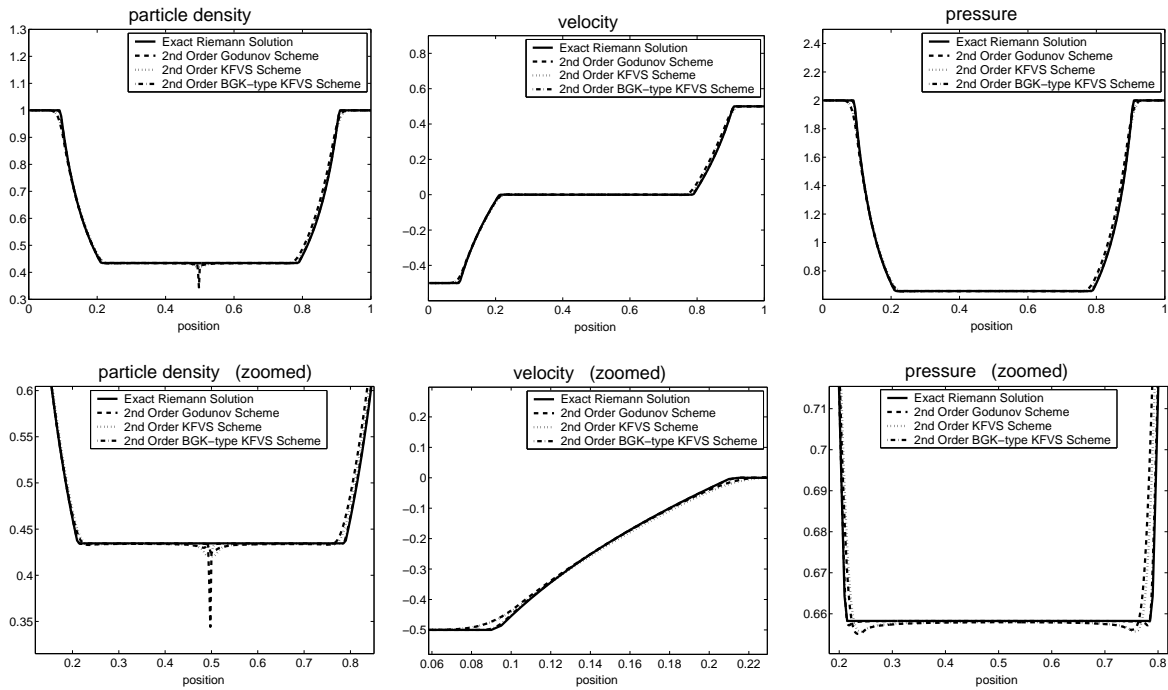 particle density
1.3
1.2
1.1
1
0.9
0.8
0.7
0.6
0.5
0.4
0.3
0
0.2
0.4
0.6
0.8
1
position
Exact Riemann Solution
2nd Order Godunov Scheme
2nd Order KFVS Scheme
2nd Order BGK−type KFVS Scheme
velocity
0.8
0.6
0.4
0.2
0
−0.2
−0.4
−0.6
0
0.2
0.4
0.6
0.8
1
position
Exact Riemann Solution
2nd Order Godunov Scheme
2nd Order KFVS Scheme
2nd Order BGK−type KFVS Scheme
pressure
2.4
2.2
2
1.8
1.6
1.4
1.2
1
0.8
0
0.2
0.4
0.6
0.8
1
position
Exact Riemann Solution
2nd Order Godunov Scheme
2nd Order KFVS Scheme
2nd Order BGK−type KFVS Scheme
particle density (zoomed)
0.6
0.55
0.5
0.45
0.4
0.35
0.2
0.3
0.4
0.5
0.6
0.7
0.8
position
Exact Riemann Solution
2nd Order Godunov Scheme
2nd Order KFVS Scheme
2nd Order BGK−type KFVS Scheme
velocity (zoomed)
0.2
0.1
0
−0.1
−0.2
−0.3
−0.4
−0.5
0.06
0.08
0.1
0.12
0.14
0.16
0.18
0.2
0.22
position
Exact Riemann Solution
2nd Order Godunov Scheme
2nd Order KFVS Scheme
2nd Order BGK−type KFVS Scheme
pressure (zoomed)
0.71
0.7
0.69
0.68
0.67
0.66
0.2
0.3
0.4
0.5
0.6
0.7
0.8
position
Exact Riemann Solution
2nd Order Godunov Scheme
2nd Order KFVS Scheme
2nd Order BGK−type KFVS Scheme